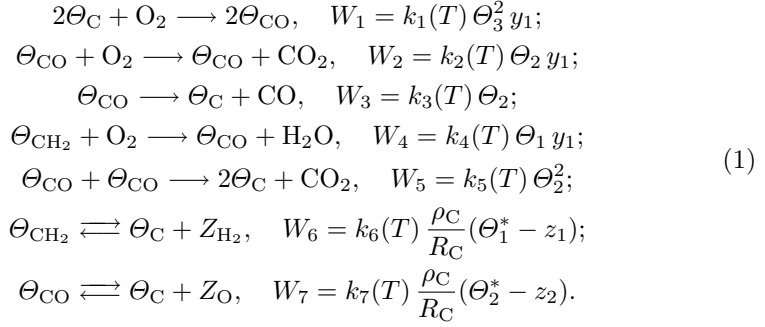 2Θ_C + O_2 ⟶ 2Θ_CO,  W_1 = k_1(T) Θ_3^2 y_1;
Θ_CO + O_2 ⟶ Θ_CO + CO_2,  W_2 = k_2(T) Θ_2 y_1;
Θ_CO ⟶ Θ_C + CO,  W_3 = k_3(T) Θ_2;
Θ_CH_2 + O_2 ⟶ Θ_CO + H_2O,  W_4 = k_4(T) Θ_1 y_1;
(1)
Θ_CO + Θ_CO ⟶ 2Θ_C + CO_2,  W_5 = k_5(T) Θ_2^2;
Θ_CH_2 ⇄ Θ_C + Z_H_2,  W_6 = k_6(T) \frac{ρ_C}{R_C} (Θ_1^* − z_1);
Θ_CO ⇄ Θ_C + Z_O,  W_7 = k_7(T) \frac{ρ_C}{R_C} (Θ_2^* − z_2).